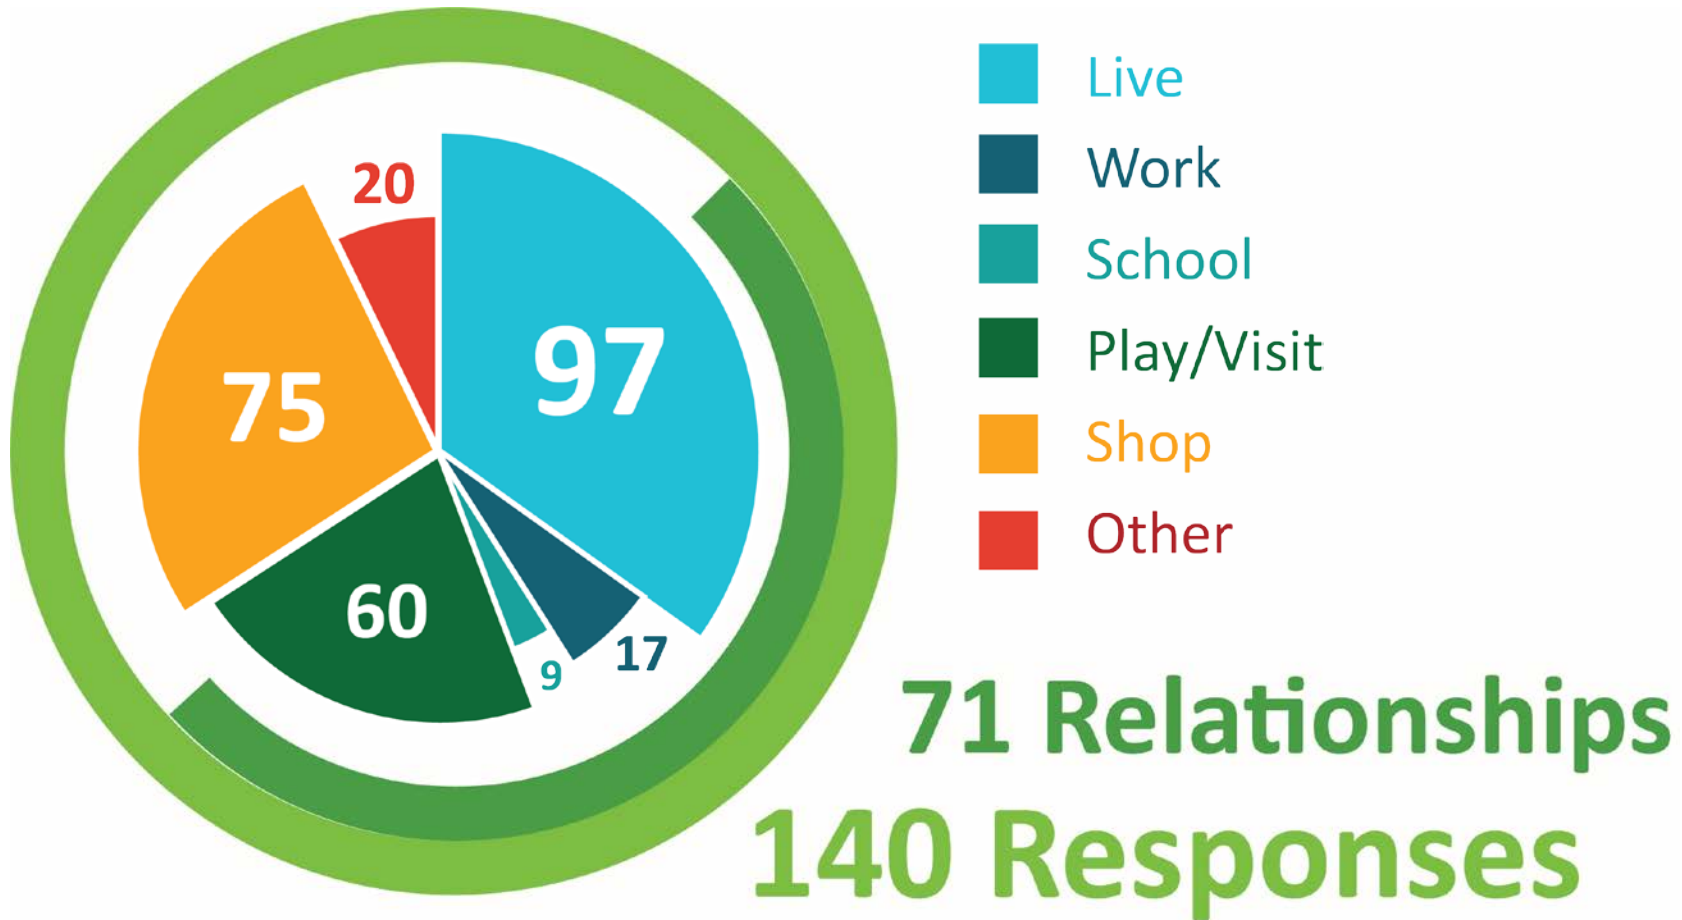 20
97
75
60
9
17
Live
Work
School
Play/Visit
Shop
Other
71 Relationships
140 Responses